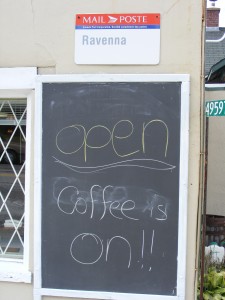 MAIL POSTE
Ravenna
4959
open
Coffee is
on!!